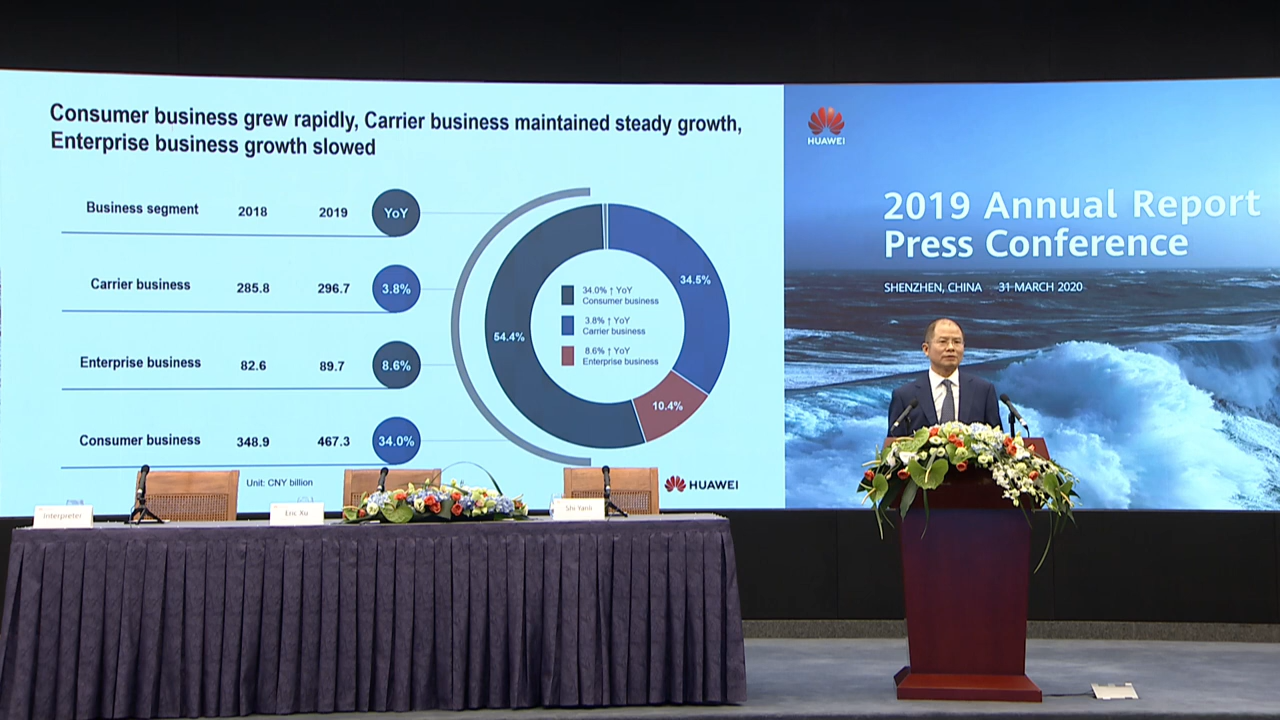 Consumer business grew rapidly, Carrier business maintained steady growth,
Enterprise business growth slowed
Business segment 2018 2019 YoY
Carrier business 285.8 296.7 3.8%
Enterprise business 82.6 89.7 8.6%
Consumer business 348.9 467.3 34.0%
Unit: CNY billion
34.5%
54.4%
10.4%
34.0% ↑ YoY
Consumer business
3.8% ↑ YoY
Carrier business
8.6% ↑ YoY
Enterprise business
HUAWEI
HUAWEI
2019 Annual Report
Press Conference
SHENZHEN, CHINA 31 MARCH 2020
Interpreter
Eric Xu
Shi Yanli